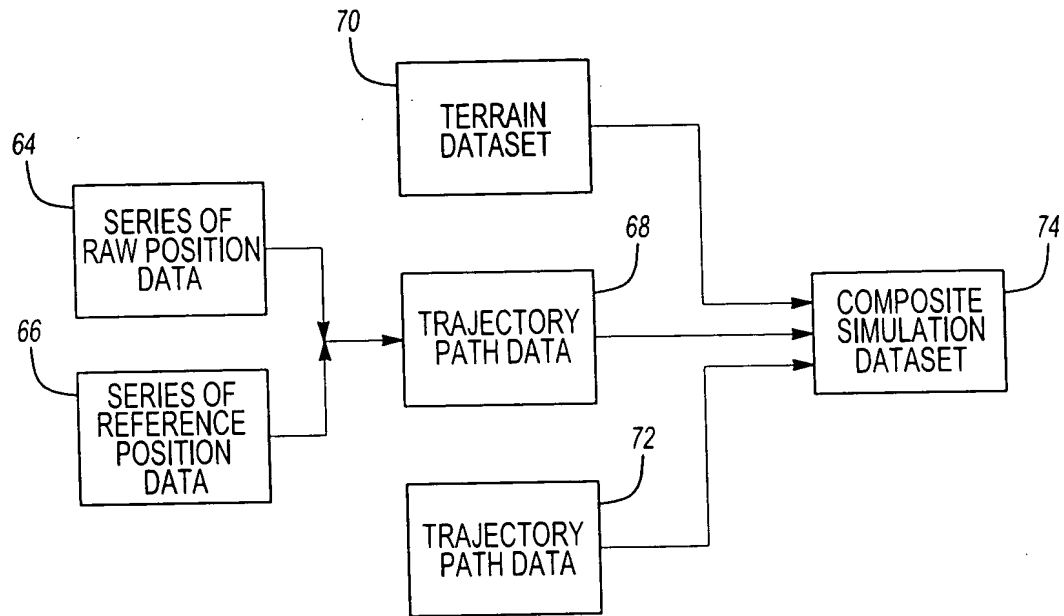 70
TERRAIN
DATASET
64
SERIES OF
RAW POSITION
DATA
68
TRAJECTORY
PATH DATA
74
COMPOSITE
SIMULATION
DATASET
66
SERIES OF
REFERENCE
POSITION
DATA
72
TRAJECTORY
PATH DATA